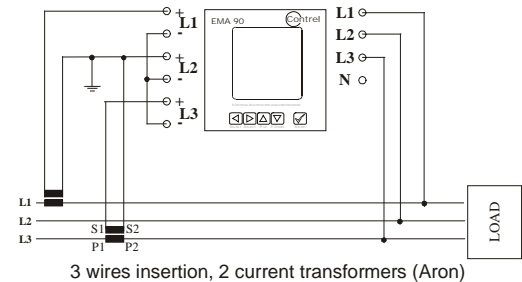 + L1 -
+ L2 -
+ L3 -
EMA 90
Contrel
L1
L2
L3
N
L1
L2
L3
S1 S2
P1 P2
LOAD
3 wires insertion, 2 current transformers (Aron)